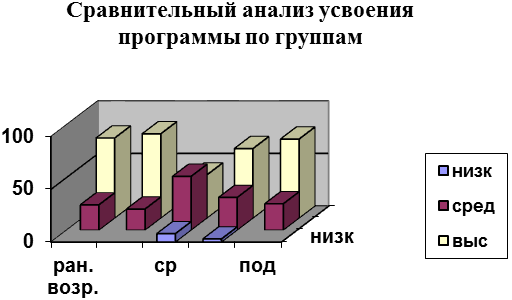 Сравнительный анализ усвоения
программы по группам
100
50
0
ран.
возр.
ср
под
низк
низк
сред
выс